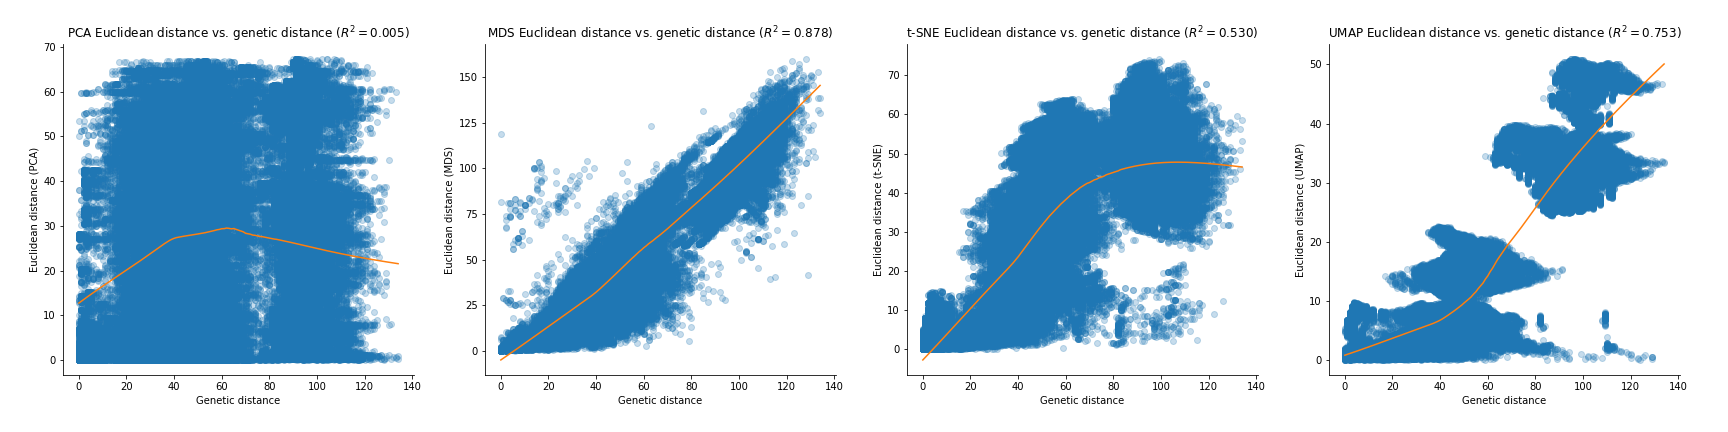 PCA Euclidean distance vs. genetic distance (R² = 0.005)
70
60
50
40
30
20
10
0
Euclidean distance (PCA)
0 20 40 60 80 100 120 140
Genetic distance
MDS Euclidean distance vs. genetic distance (R² = 0.878)
150
125
100
75
50
25
0
Euclidean distance (MDS)
0 20 40 60 80 100 120 140
Genetic distance
t-SNE Euclidean distance vs. genetic distance (R² = 0.530)
70
60
50
40
30
20
10
0
Euclidean distance (t-SNE)
0 20 40 60 80 100 120 140
Genetic distance
UMAP Euclidean distance vs. genetic distance (R² = 0.753)
50
40
30
20
10
0
Euclidean distance (UMAP)
0 20 40 60 80 100 120 140
Genetic distance